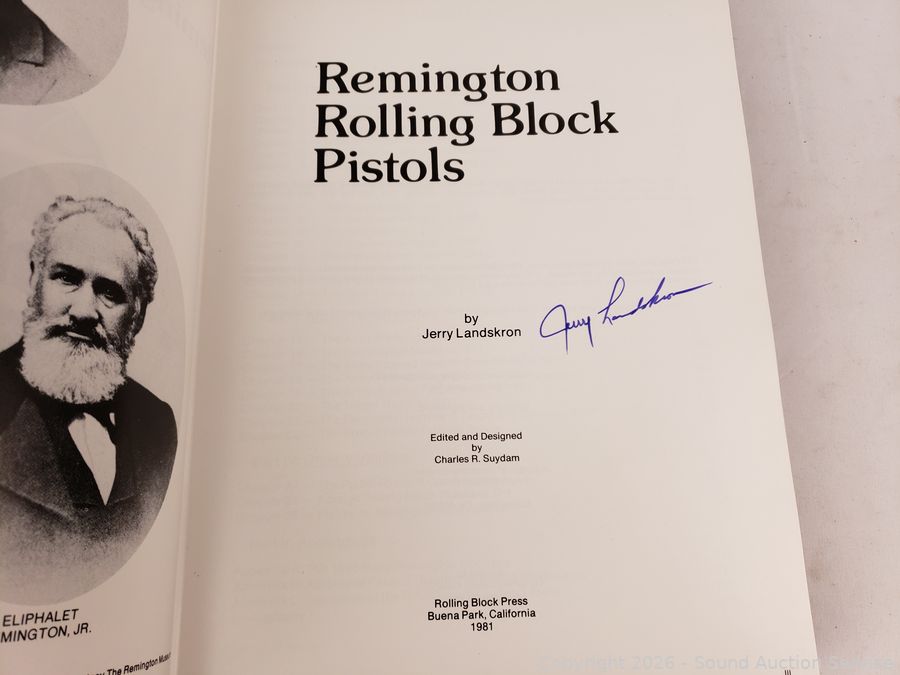 Remington
Rolling Block
Pistols
by
Jerry Landskron
Jerry Landskron
Edited and Designed
by
Charles R. Suydam
Rolling Block Press
Buena Park, California
1981
III
ELIPHALET
MINGTON, JR.
The Remington
Copyright 2026 - Sound Auction Service